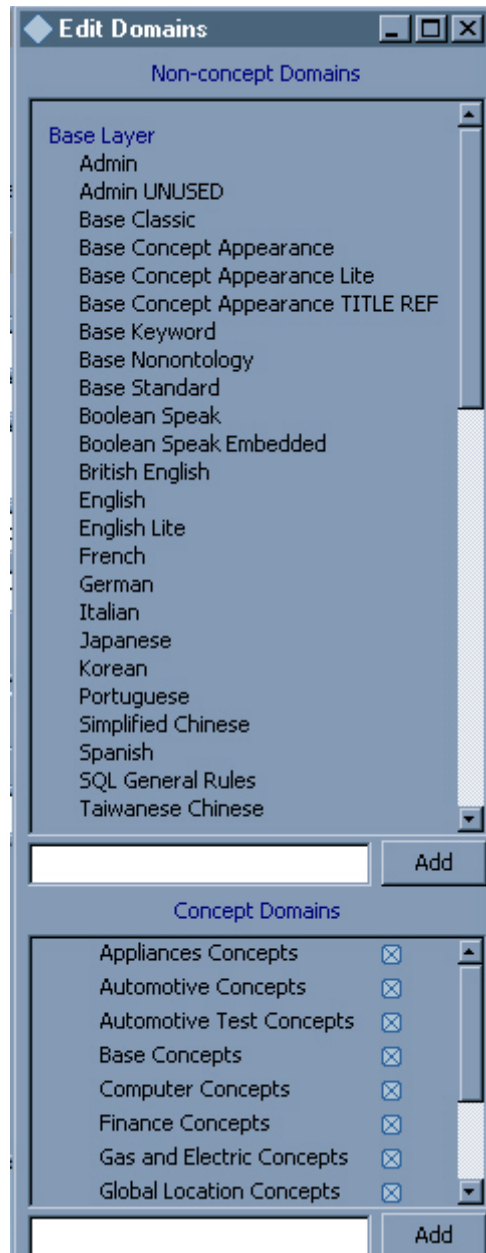 Edit Domains
Non-concept Domains
Base Layer
Admin
Admin UNUSED
Base Classic
Base Concept Appearance
Base Concept Appearance Lite
Base Concept Appearance TITLE REF
Base Keyword
Base Nonontology
Base Standard
Boolean Speak
Boolean Speak Embedded
British English
English
English Lite
French
German
Italian
Japanese
Korean
Portuguese
Simplified Chinese
Spanish
SQL General Rules
Taiwanese Chinese
Add
Concept Domains
Appliances Concepts
Automotive Concepts
Automotive Test Concepts
Base Concepts
Computer Concepts
Finance Concepts
Gas and Electric Concepts
Global Location Concepts
Add